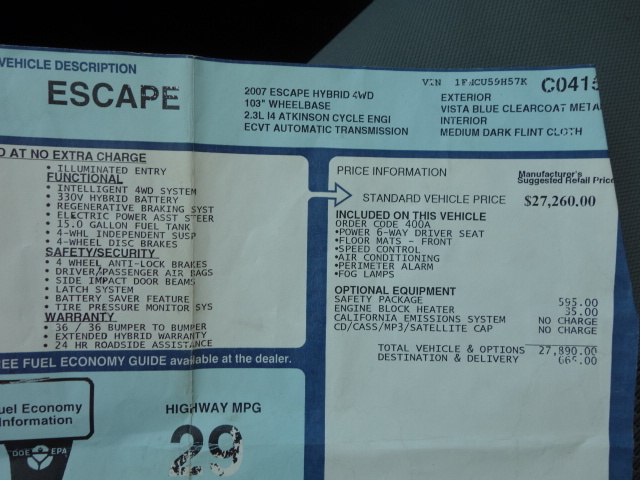 VEHICLE DESCRIPTION
ESCAPE
2007 ESCAPE HYBRID 4WD
103" WHEELBASE
2.3L I4 ATKINSON CYCLE ENGI
ECVT AUTOMATIC TRANSMISSION
VIN 1FMCU59H57K C0415
EXTERIOR
VISTA BLUE CLEARCOAT META
INTERIOR
MEDIUM DARK FLINT CLOTH
D AT NO EXTRA CHARGE
• ILLUMINATED ENTRY
FUNCTIONAL
• INTELLIGENT 4WD SYSTEM
• 330V HYBRID BATTERY
• REGENERATIVE BRAKING SYST
• ELECTRIC POWER ASST STEER
• 15.0 GALLON FUEL TANK
• 4-WHL INDEPENDENT SUSP
• 4-WHEEL DISC BRAKES
SAFETY/SECURITY
• 4 WHEEL ANTI-LOCK BRAKES
• DRIVER/PASSENGER AIR BAGS
• SIDE IMPACT DOOR BEAMS
• LATCH SYSTEM
• BATTERY SAVER FEATURE
• TIRE PRESSURE MONITOR SYS
WARRANTY
• 36 / 36 BUMPER TO BUMPER
• EXTENDED HYBRID WARRANTY
• 24 HR ROADSIDE ASSISTANCE
REE FUEL ECONOMY GUIDE available at the dealer.
uel Economy
Information
DOE EPA
HIGHWAY MPG
29
PRICE INFORMATION
Manufacturer's
Suggested Retail Price
STANDARD VEHICLE PRICE $27,260.00
INCLUDED ON THIS VEHICLE
ORDER CODE 400A
•POWER 6-WAY DRIVER SEAT
•FLOOR MATS - FRONT
•SPEED CONTROL
•AIR CONDITIONING
•PERIMETER ALARM
•FOG LAMPS
OPTIONAL EQUIPMENT
SAFETY PACKAGE 595.00
ENGINE BLOCK HEATER 35.00
CALIFORNIA EMISSIONS SYSTEM NO CHARGE
CD/CASS/MP3/SATELLITE CAP NO CHARGE
TOTAL VEHICLE & OPTIONS 27,890.00
DESTINATION & DELIVERY 665.00